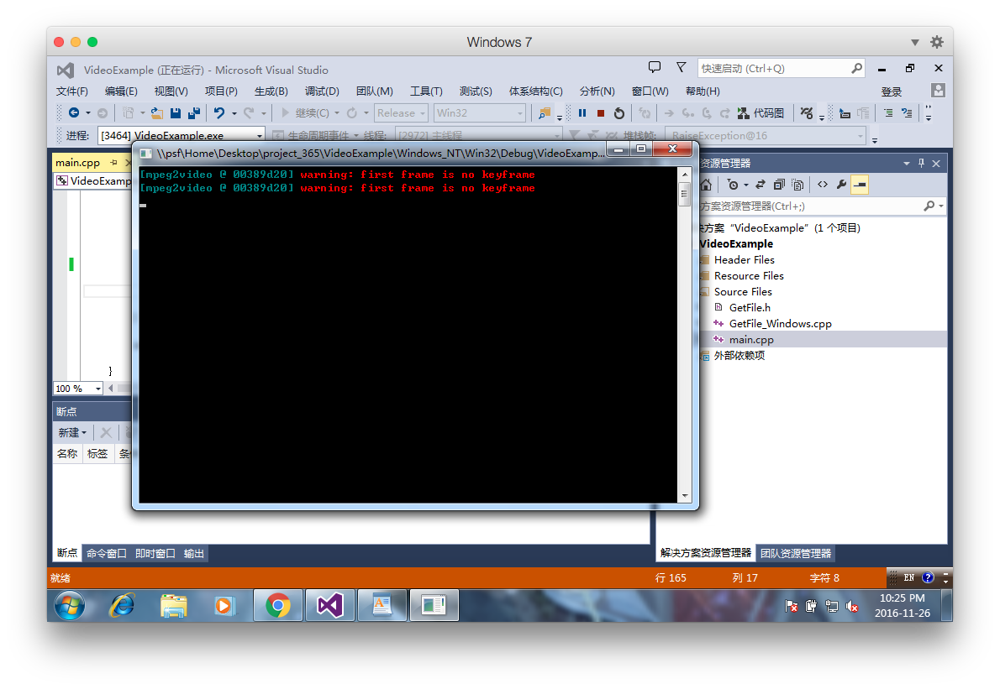 Windows 7
VideoExample (正在运行) - Microsoft Visual Studio
快速启动 (Ctrl+Q)
文件(F) 编辑(E) 视图(V) 项目(P) 生成(B) 调试(D) 团队(M) 工具(T) 测试(S) 体系结构(C) 分析(N) 窗口(W) 帮助(H) 登录
继续(C) Release Win32 代码图
进程: [3464] VideoExample.exe 生命周期事件 线程: [2972] 主线程 堆栈帧: RaiseException@16
\\psf\Home\Desktop\project_365\VideoExample\Windows_NT\Win32\Debug\VideoExamp...
main.cpp
资源管理器
VideoExamp
[mpeg2video @ 00389d20] warning: first frame is no keyframe
[mpeg2video @ 00389d20] warning: first frame is no keyframe
方案资源管理器(Ctrl+;)
方案 “VideoExample” (1 个项目)
VideoExample
Header Files
Resource Files
Source Files
GetFile.h
GetFile_Windows.cpp
main.cpp
外部依赖项
}
100 %
断点
新建
名称 标签
断点 命令窗口 即时窗口 输出
解决方案资源管理器 团队资源管理器
就绪 行 165 列 17 字符 8 EN
10:25 PM
2016-11-26